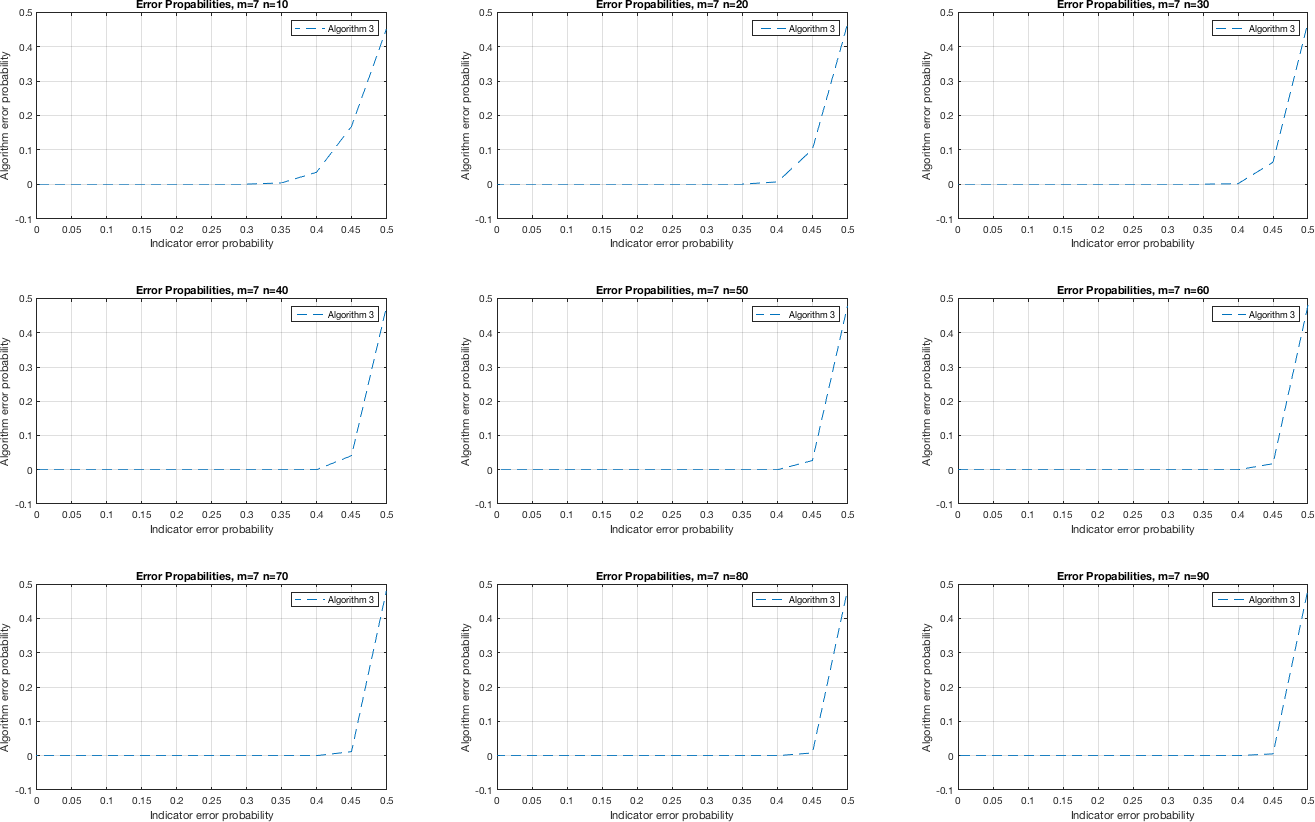 Error Propabilities, m=7 n=10
Algorithm 3
Algorithm error probability
0.5
0.4
0.3
0.2
0.1
0
-0.1
0 0.05 0.1 0.15 0.2 0.25 0.3 0.35 0.4 0.45 0.5
Indicator error probability
Error Propabilities, m=7 n=20
Algorithm 3
Algorithm error probability
0.5
0.4
0.3
0.2
0.1
0
-0.1
0 0.05 0.1 0.15 0.2 0.25 0.3 0.35 0.4 0.45 0.5
Indicator error probability
Error Propabilities, m=7 n=30
Algorithm 3
Algorithm error probability
0.5
0.4
0.3
0.2
0.1
0
-0.1
0 0.05 0.1 0.15 0.2 0.25 0.3 0.35 0.4 0.45 0.5
Indicator error probability
Error Propabilities, m=7 n=40
Algorithm 3
Algorithm error probability
0.5
0.4
0.3
0.2
0.1
0
-0.1
0 0.05 0.1 0.15 0.2 0.25 0.3 0.35 0.4 0.45 0.5
Indicator error probability
Error Propabilities, m=7 n=50
Algorithm 3
Algorithm error probability
0.5
0.4
0.3
0.2
0.1
0
-0.1
0 0.05 0.1 0.15 0.2 0.25 0.3 0.35 0.4 0.45 0.5
Indicator error probability
Error Propabilities, m=7 n=60
Algorithm 3
Algorithm error probability
0.5
0.4
0.3
0.2
0.1
0
-0.1
0 0.05 0.1 0.15 0.2 0.25 0.3 0.35 0.4 0.45 0.5
Indicator error probability
Error Propabilities, m=7 n=70
Algorithm 3
Algorithm error probability
0.5
0.4
0.3
0.2
0.1
0
-0.1
0 0.05 0.1 0.15 0.2 0.25 0.3 0.35 0.4 0.45 0.5
Indicator error probability
Error Propabilities, m=7 n=80
Algorithm 3
Algorithm error probability
0.5
0.4
0.3
0.2
0.1
0
-0.1
0 0.05 0.1 0.15 0.2 0.25 0.3 0.35 0.4 0.45 0.5
Indicator error probability
Error Propabilities, m=7 n=90
Algorithm 3
Algorithm error probability
0.5
0.4
0.3
0.2
0.1
0
-0.1
0 0.05 0.1 0.15 0.2 0.25 0.3 0.35 0.4 0.45 0.5
Indicator error probability